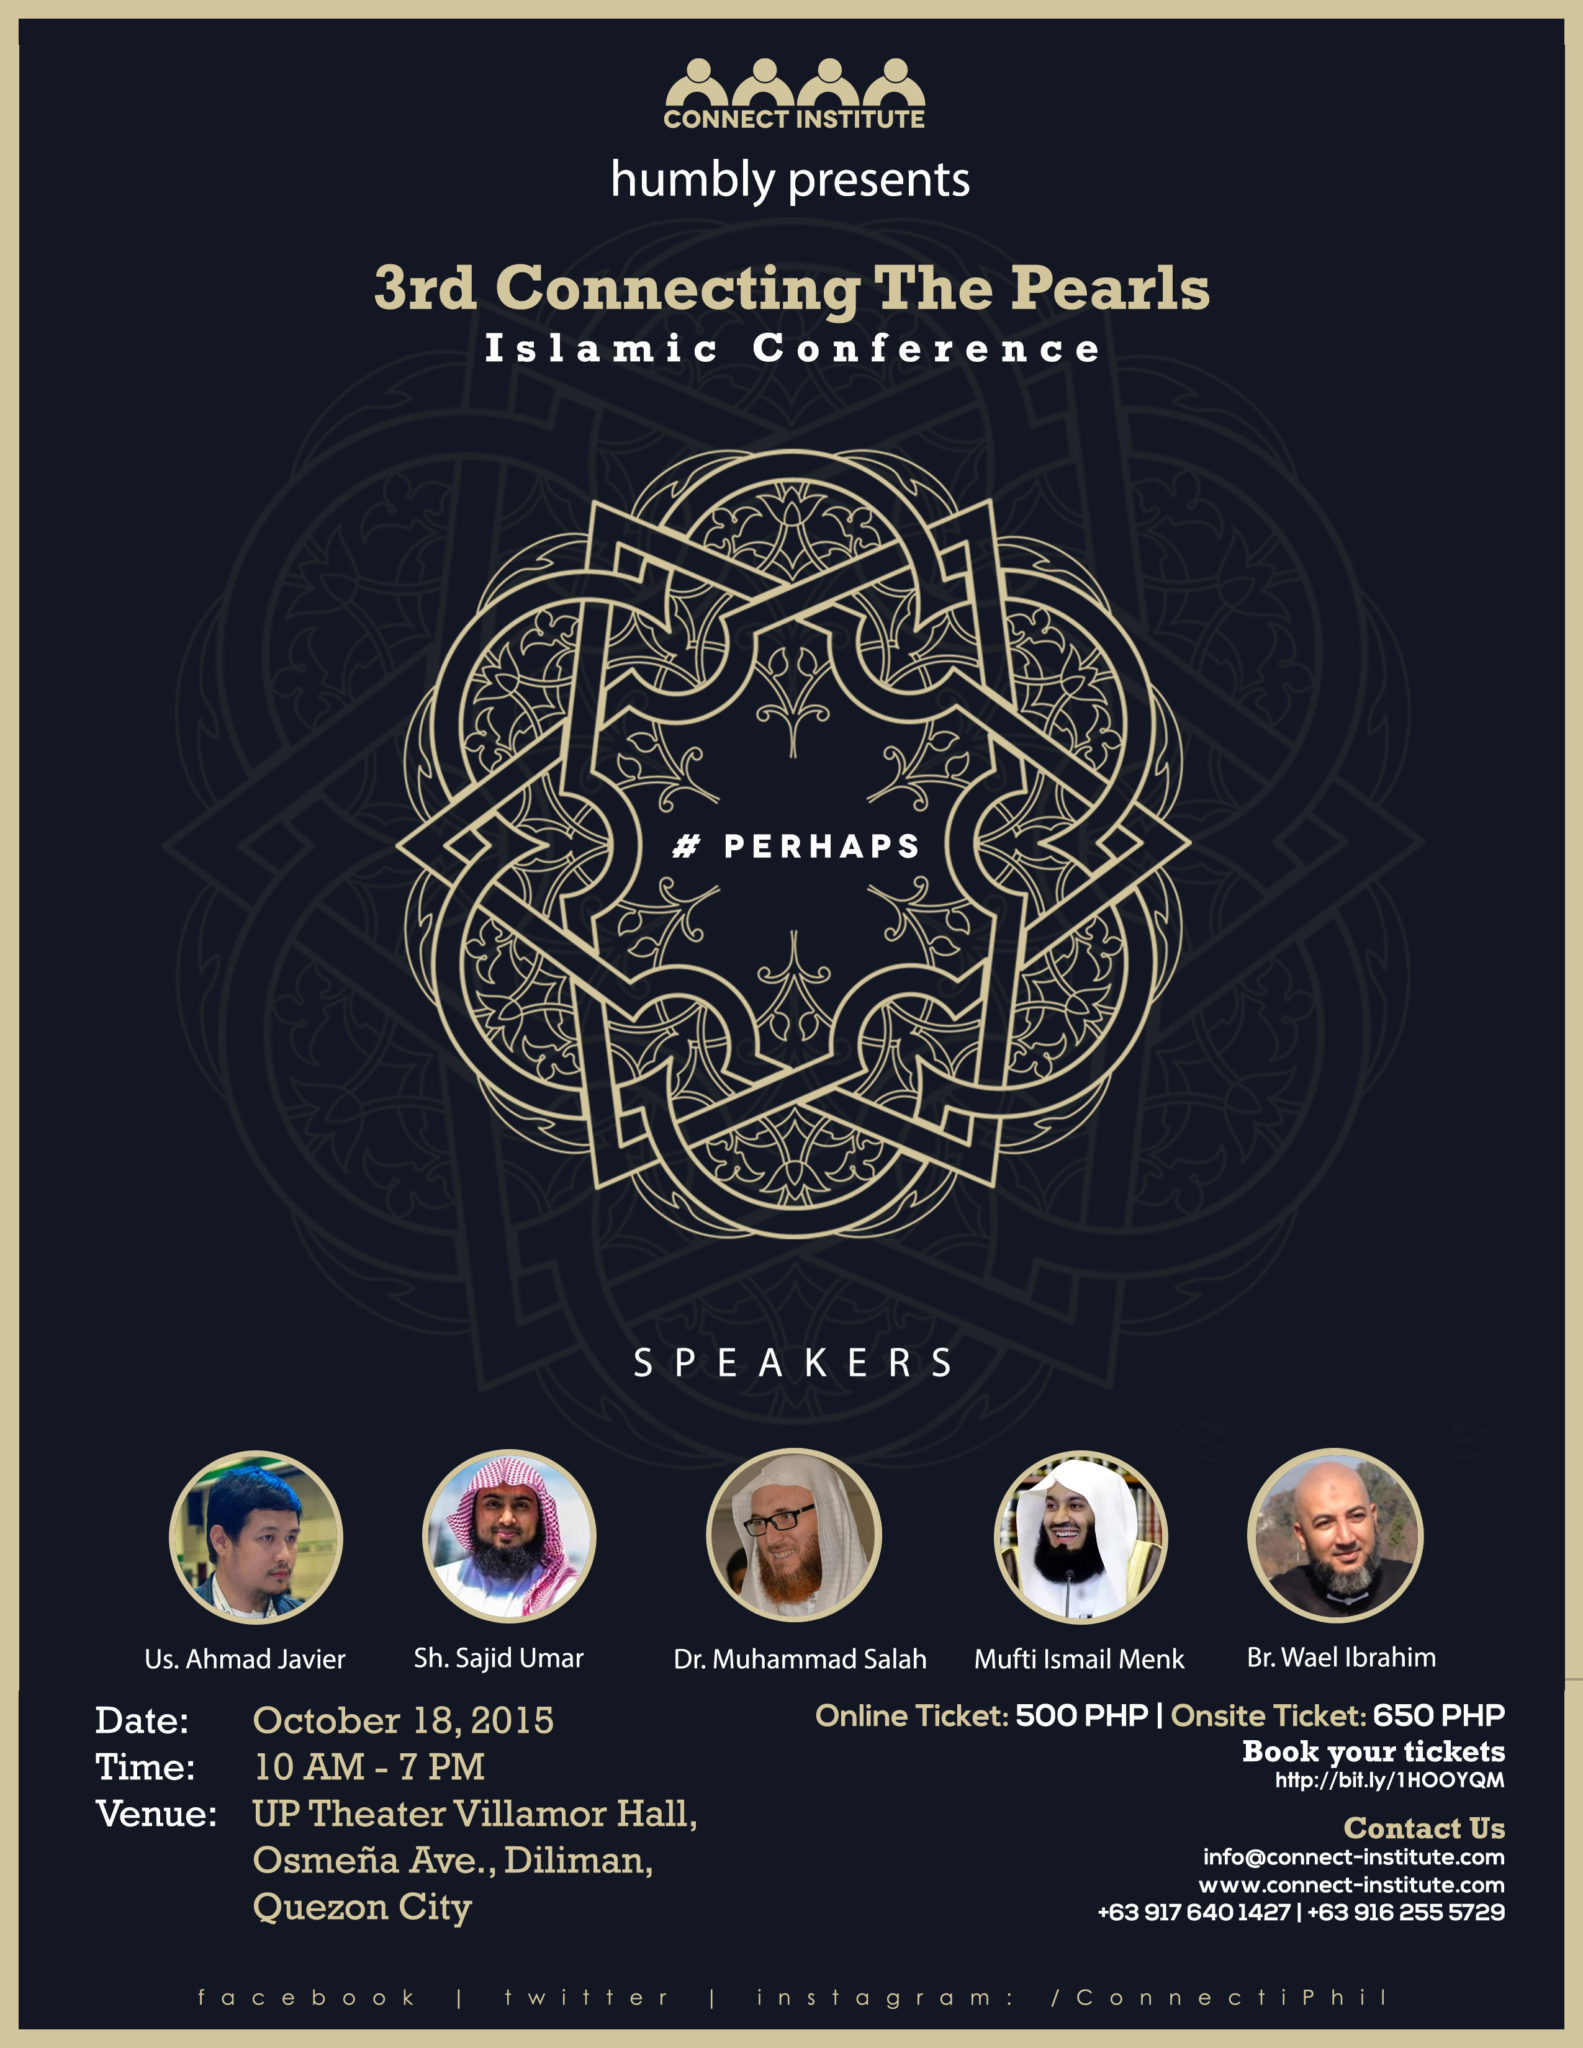 CONNECT INSTITUTE
humbly presents
3rd Connecting The Pearls
Islamic Conference
# PERHAPS
SPEAKERS
Us. Ahmad Javier
Sh. Sajid Umar
Dr. Muhammad Salah
Mufti Ismail Menk
Br. Wael Ibrahim
Date: October 18, 2015
Time: 10 AM - 7 PM
Venue: UP Theater Villamor Hall,
Osmeña Ave., Diliman,
Quezon City
Online Ticket: 500 PHP | Onsite Ticket: 650 PHP
Book your tickets
http://bit.ly/1HOOYQM
Contact Us
info@connect-institute.com
www.connect-institute.com
+63 917 640 1427 | +63 916 255 5729
facebook | twitter | instagram: /ConnectiPhil